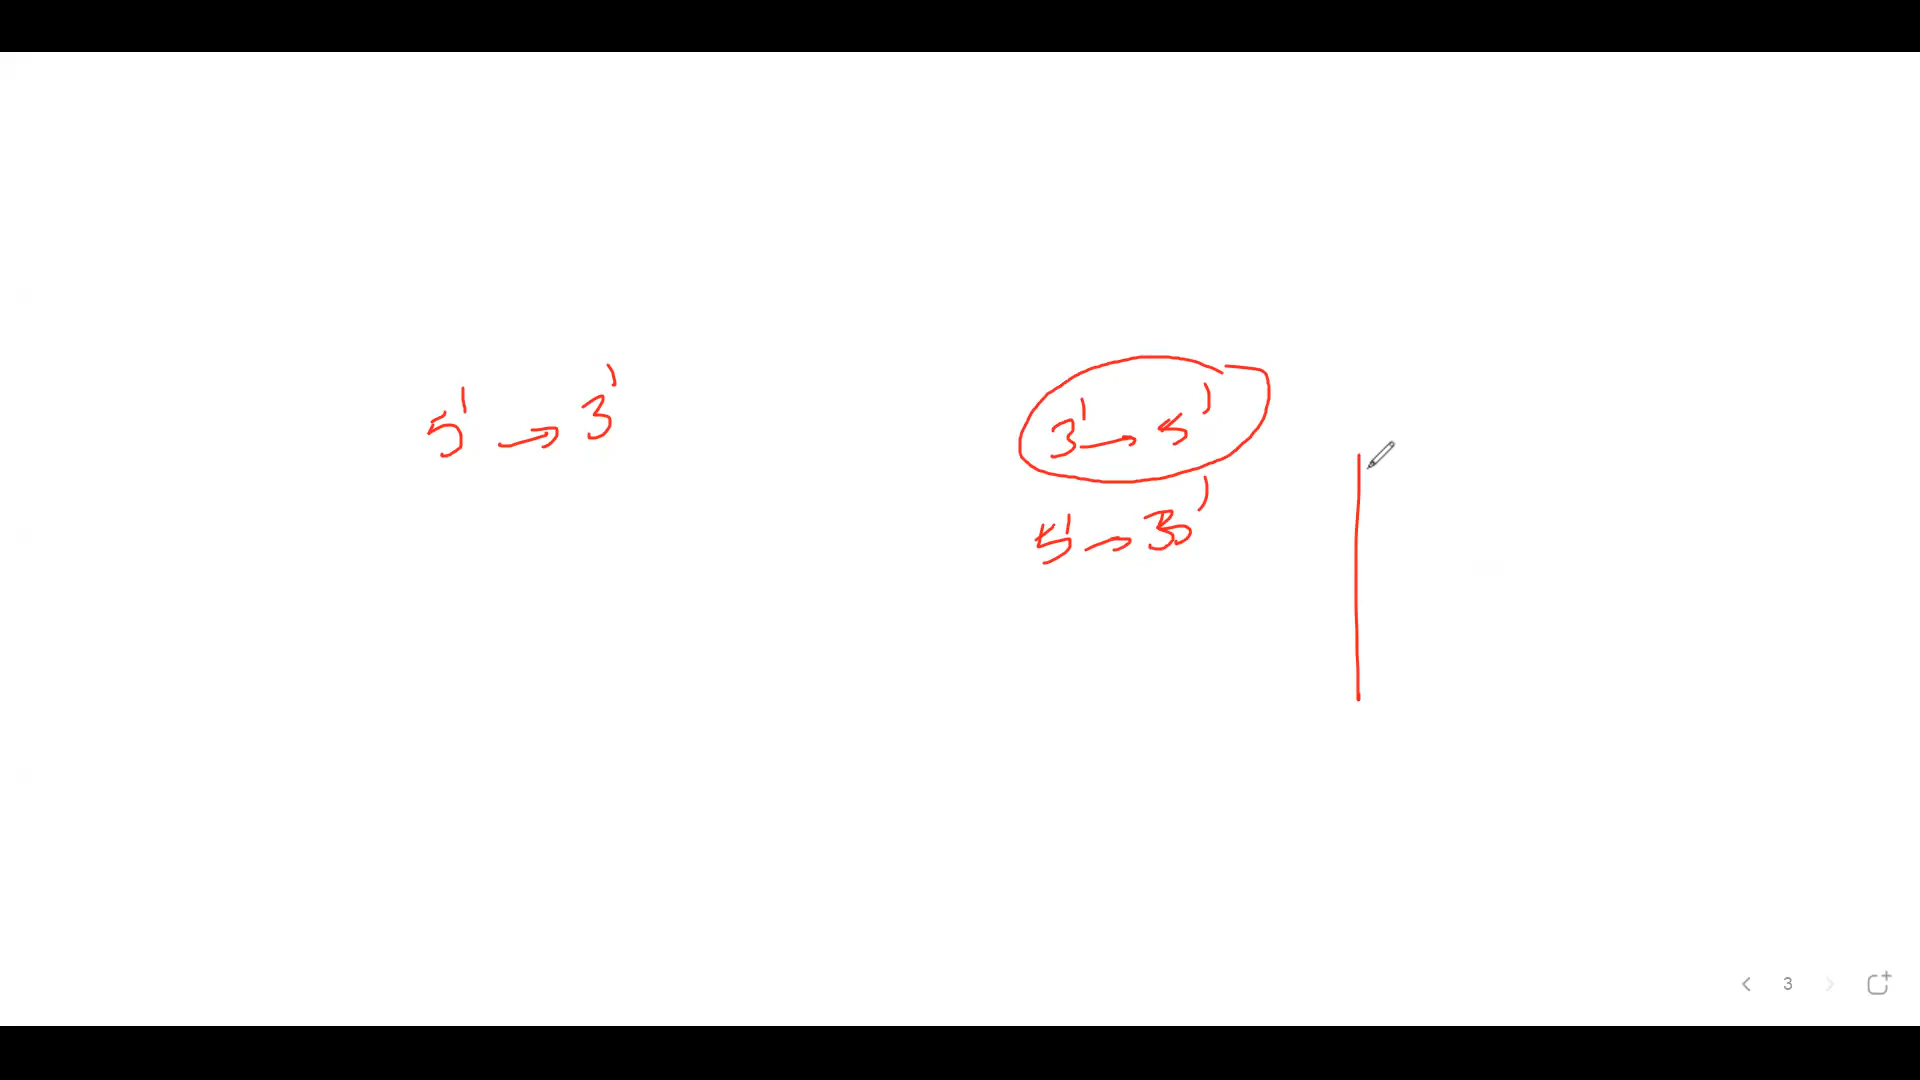 5' → 3'
3' → 5'
5' → 3'
3